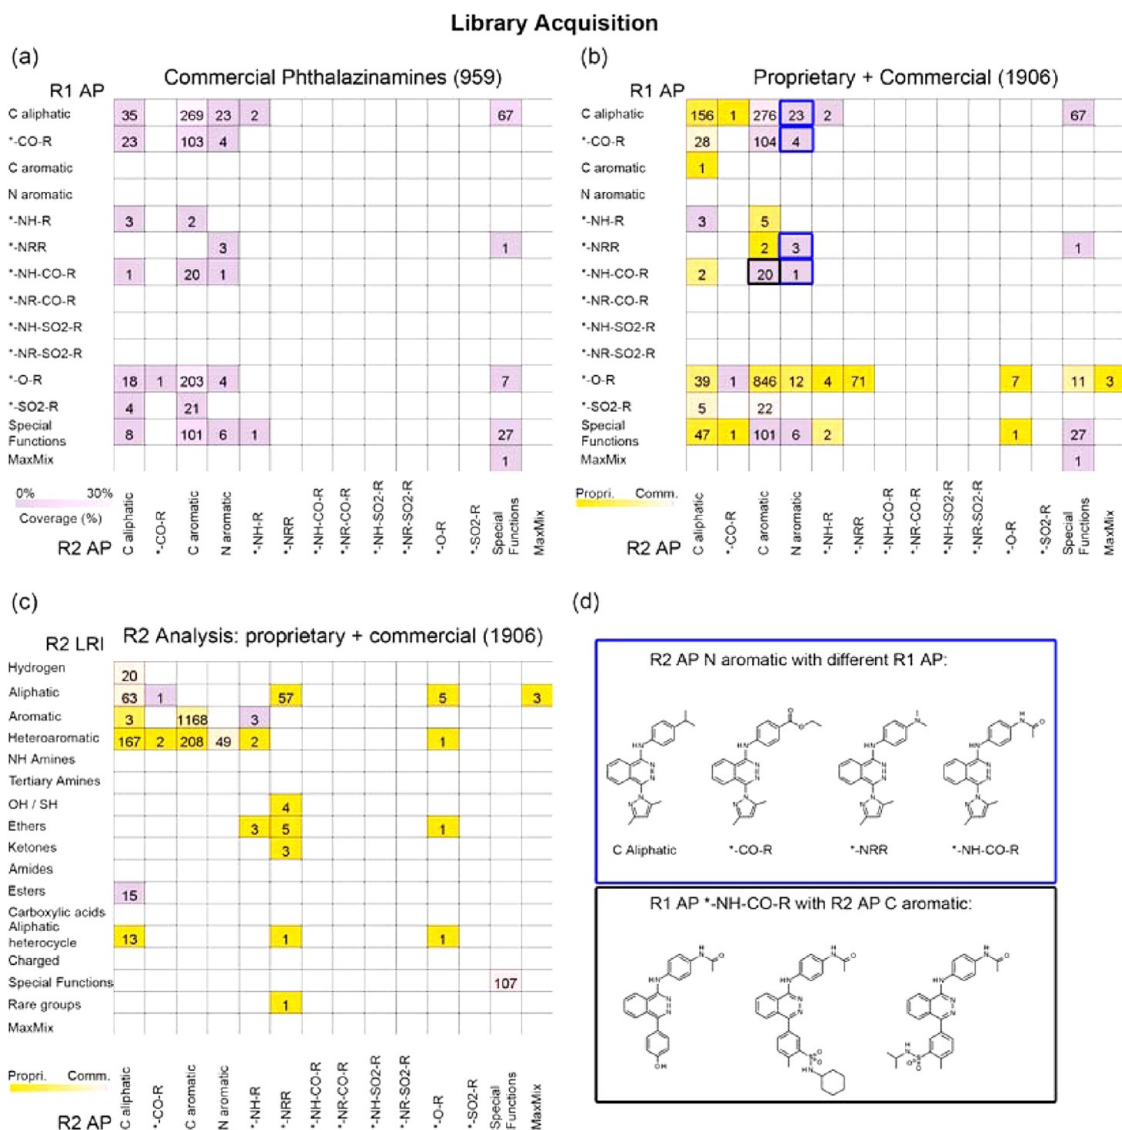 Library Acquisition
(a)
Commercial Phthalazinamines (959)
R1 AP
C aliphatic 35 269 23 2 67
*-CO-R 23 103 4
C aromatic
N aromatic
*-NH-R 3 2
*-NRR 3 1
*-NH-CO-R 1 20 1
*-NR-CO-R
*-NH-SO2-R
*-NR-SO2-R
*-O-R 18 1 203 4 7
*-SO2-R 4 21
Special
Functions 8 101 6 1 27
MaxMix 1
0% 30%
Coverage (%)
R2 AP
C aliphatic
*-CO-R
C aromatic
N aromatic
*-NH-R
*-NRR
*-NH-CO-R
*-NR-CO-R
*-NH-SO2-R
*-NR-SO2-R
*-O-R
*-SO2-R
Special
Functions
MaxMix
(b)
Proprietary + Commercial (1906)
R1 AP
C aliphatic 156 1 276 23 2 67
*-CO-R 28 104 4
C aromatic 1
N aromatic
*-NH-R 3 5
*-NRR 2 3 1
*-NH-CO-R 2 20 1
*-NR-CO-R
*-NH-SO2-R
*-NR-SO2-R
*-O-R 39 1 846 12 4 71 7 11 3
*-SO2-R 5 22
Special
Functions 47 1 101 6 2 1 27
MaxMix 1
Propri. Comm.
R2 AP
C aliphatic
*-CO-R
C aromatic
N aromatic
*-NH-R
*-NRR
*-NH-CO-R
*-NR-CO-R
*-NH-SO2-R
*-NR-SO2-R
*-O-R
*-SO2-R
Special
Functions
MaxMix
(c)
R2 Analysis: proprietary + commercial (1906)
R2 LRI
Hydrogen 20
Aliphatic 63 1 57 5 3
Aromatic 3 1168 3
Heteroaromatic 167 2 208 49 2 1
NH Amines
Tertiary Amines
OH / SH 4
Ethers 3 5 1
Ketones 3
Amides
Esters 15
Carboxylic acids
Aliphatic
heterocycle 13 1 1
Charged
Special Functions 107
Rare groups 1
MaxMix
Propri. Comm.
R2 AP
C aliphatic
*-CO-R
C aromatic
N aromatic
*-NH-R
*-NRR
*-NH-CO-R
*-NR-CO-R
*-NH-SO2-R
*-NR-SO2-R
*-O-R
*-SO2-R
Special
Functions
MaxMix
(d)
R2 AP N aromatic with different R1 AP:
C Aliphatic *-CO-R *-NRR *-NH-CO-R
R1 AP *-NH-CO-R with R2 AP C aromatic: